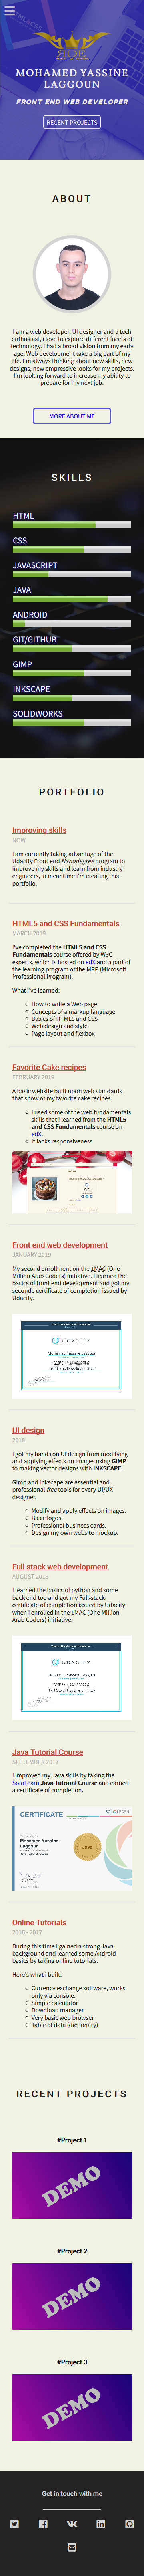 MOHAMED YASSINE
LAGGOUN
FRONT END WEB DEVELOPER
RECENT PROJECTS
ABOUT
I am a web developer, UI designer and a tech
enthusiast, I love to explore different facets of
technology. I had a broad vision from my early
age. Web development take a big part of my
life. I'm always thinking about new skills, new
designs, new expressive looks for my projects.
I'm looking forward to increase my ability to
prepare for my next job.
MORE ABOUT ME
SKILLS
HTML
CSS
JAVASCRIPT
JAVA
ANDROID
GIT/GITHUB
GIMP
INKSCAPE
SOLIDWORKS
PORTFOLIO
Improving skills
NOW
I am currently taking advantage of the
Udacity Front end Nanodegree program to
improve my skills and learn from industry
engineers, in meantime I'm creating this
portfolio.
HTML5 and CSS Fundamentals
MARCH 2019
I've completed the HTML5 and CSS
Fundamentals course offered by W3C
experts, which is hosted on edX and a part of
the learning program of the MPP (Microsoft
Professional Program).
What I've learned:
How to write a Web page
Concepts of a markup language
Basics of HTML5 and CSS
Web design and style
Page layout and flexbox
Favorite Cake recipes
FEBRUARY 2019
A basic website built upon web standards
that show of my favorite cake recipes.
I used some of the web fundamentals
skills that i learned from the HTML5
and CSS Fundamentals course on
edX.
It lacks responsiveness
Front end web development
JANUARY 2019
My second enrollment on the 1MAC (One
Million Arab Coders) initiative. I learned the
basics of front end development and got my
second certificate of completion issued by
Udacity.
UDACITY
Mohamed Yassine Laggoun
UI design
2018
I got my hands on UI design from modifying
and applying effects on images using GIMP
to making vector designs with INKSCAPE.
Gimp and Inkscape are essential and
professional free tools for every UI/UX
designer.
Modify and apply effects on images.
Basic logos.
Professional business cards.
Design my own website mockup.
Full stack web development
AUGUST 2018
I learned the basics of python and some
back end too and got my Full-stack
certificate of completion issued by Udacity
when I enrolled in the 1MAC (One Million
Arab Coders) initiative.
UDACITY
Mohamed Yassine Laggoun
Full Stack Developer Track
Java Tutorial Course
SEPTEMBER 2017
I improved my Java skills by taking the
SoloLearn Java Tutorial Course and earned
a certificate of completion.
CERTIFICATE
Mohamed Yassine
Laggoun
Java
Online Tutorials
2016 - 2017
During this time i gained a strong Java
background and learned some Android
basics by taking online tutorials.
Here's what i built:
Currency exchange software, works
only via console.
Simple calculator
Download manager
Very basic web browser
Table of data (dictionary)
RECENT PROJECTS
#Project 1
DEMO
#Project 2
DEMO
#Project 3
DEMO
Get in touch with me